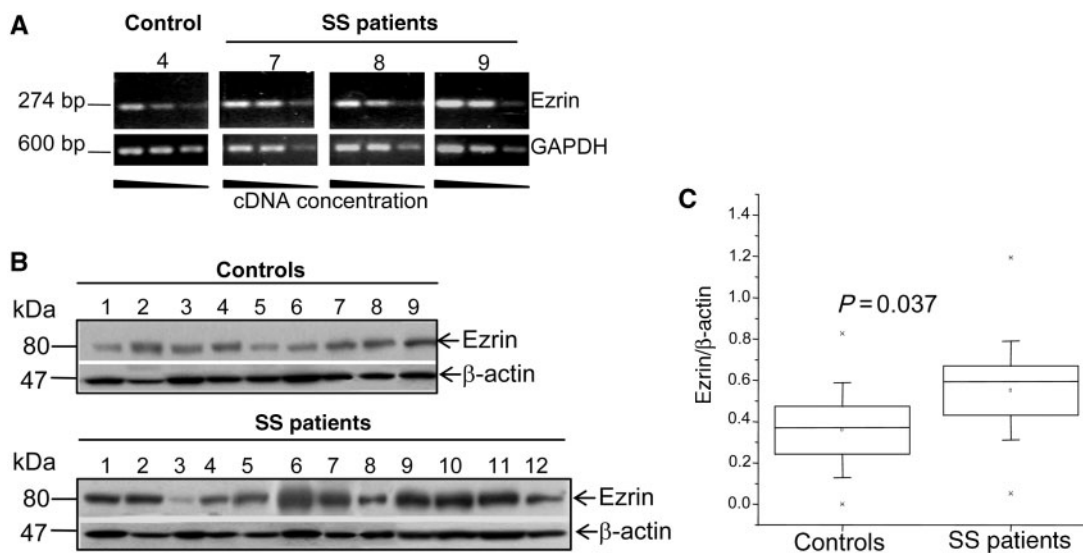 A
Control
SS patients
4 7 8 9
274 bp
Ezrin
600 bp
GAPDH
cDNA concentration
B
Controls
kDa
1 2 3 4 5 6 7 8 9
80
Ezrin
47
β-actin
SS patients
kDa
1 2 3 4 5 6 7 8 9 10 11 12
80
Ezrin
47
β-actin
C
1.4
1.2
1.0
0.8
0.6
0.4
0.2
0.0
Ezrin/β-actin
P = 0.037
Controls
SS patients